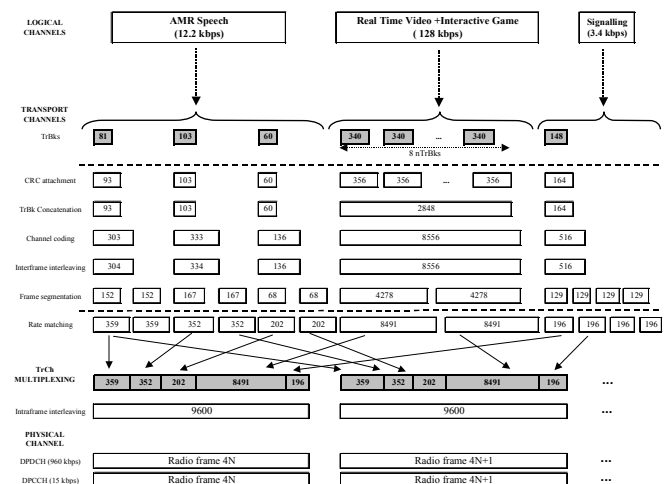 LOGICAL CHANNELS
AMR Speech (12.2 kbps)
Real Time Video +Interactive Game ( 128 kbps)
Signalling (3.4 kbps)
TRANSPORT CHANNELS
TrBks 81 103 60 340 340 ... 340 148
8 nTrBks
CRC attachment 93 103 60 356 356 ... 356 164
TrBk Concatenation 93 103 60 2848 164
Channel coding 303 333 136 8556 516
Interframe interleaving 304 334 136 8556 516
Frame segmentation 152 152 167 167 68 68 4278 4278 129 129 129 129
Rate matching 359 359 352 352 202 202 8491 8491 196 196 196 196
TrCh MULTIPLEXING 359 352 202 8491 196 359 352 202 8491 196 ...
Intraframe interleaving 9600 9600 ...
PHYSICAL CHANNEL
DPDCH (960 kbps) Radio frame 4N Radio frame 4N+1 ...
DPCCH (15 kbps) Radio frame 4N Radio frame 4N+1 ...